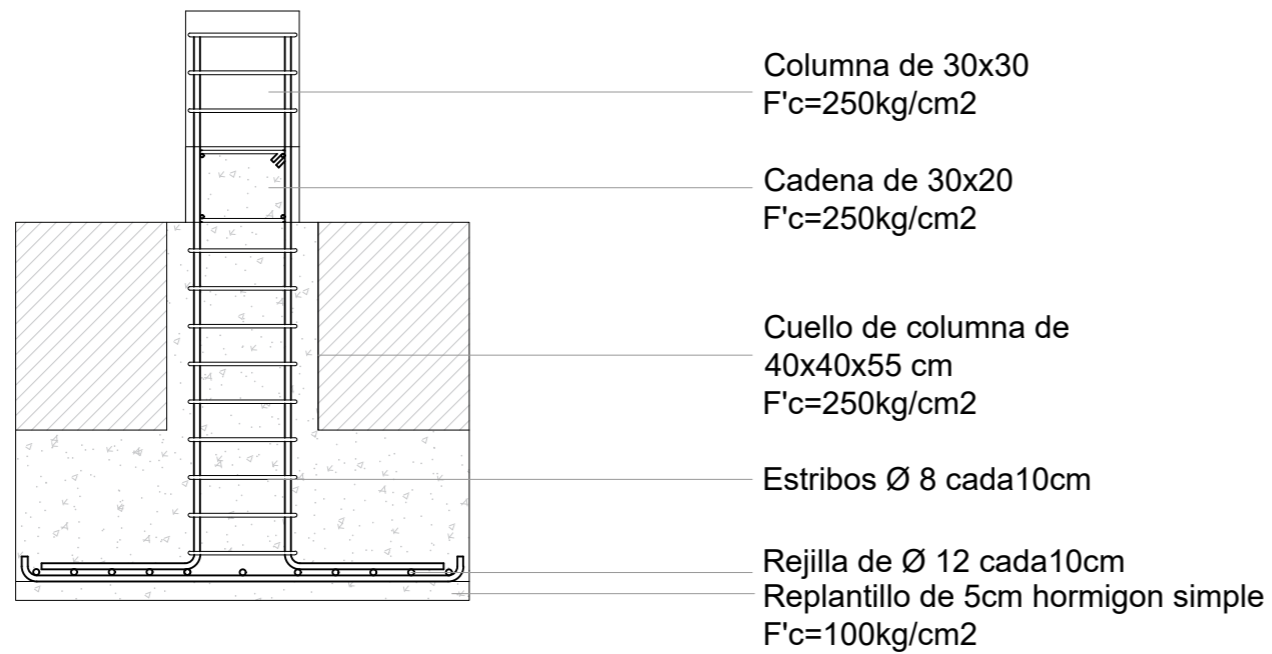 Columna de 30x30
F'c=250kg/cm2
Cadena de 30x20
F'c=250kg/cm2
Cuello de columna de
40x40x55 cm
F'c=250kg/cm2
Estribos Ø 8 cada10cm
Rejilla de Ø 12 cada10cm
Replantillo de 5cm hormigon simple
F'c=100kg/cm2